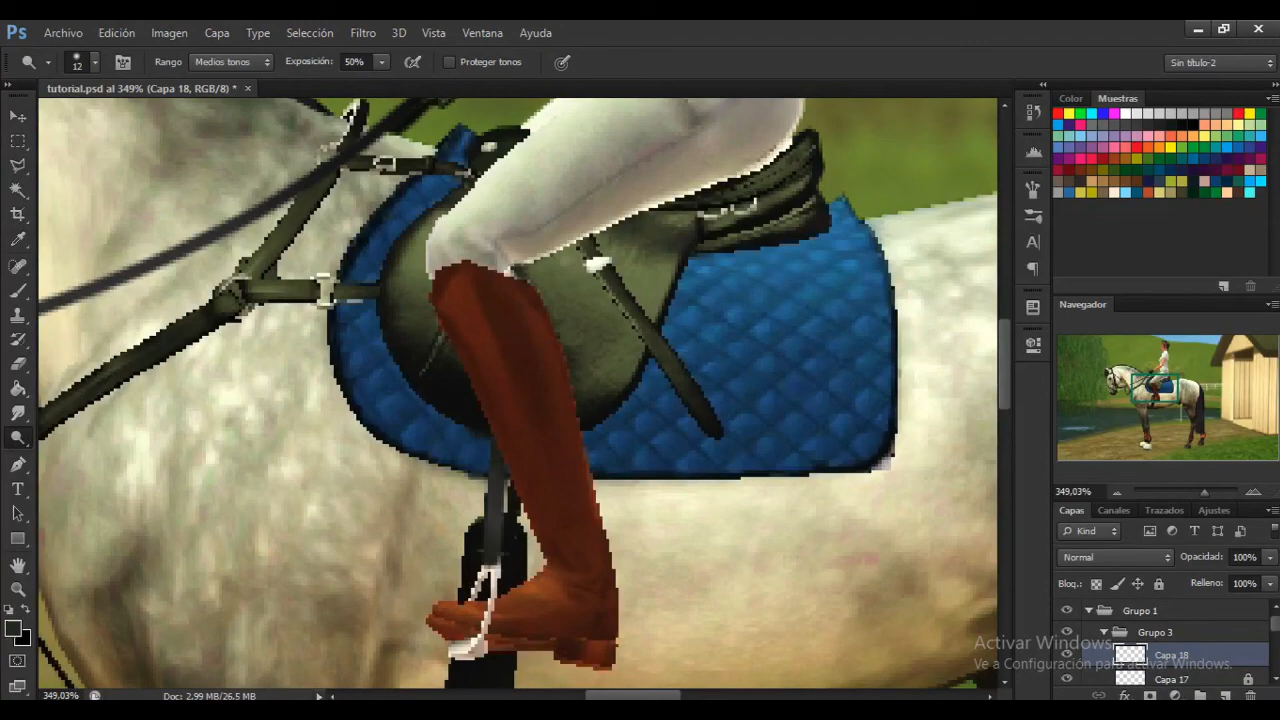 Ps Archivo Edición Imagen Capa Type Selección Filtro 3D Vista Ventana Ayuda
12 Rango Medios tonos Exposición: 50% Proteger tonos Sin título-2
tutorial.psd al 349% (Capa 18, RGB/8) * ×
Color Muestras
Navegador
349,03%
Capas Canales Trazados Ajustes
Kind
Normal Opacidad: 100%
Bloq.: Relleno: 100%
Grupo 1
Grupo 3
Capa 18
Capa 17
Activar Windows
Ve a Configuración para activar Windows.
349,03% Doc: 2,99 MB/26,5 MB